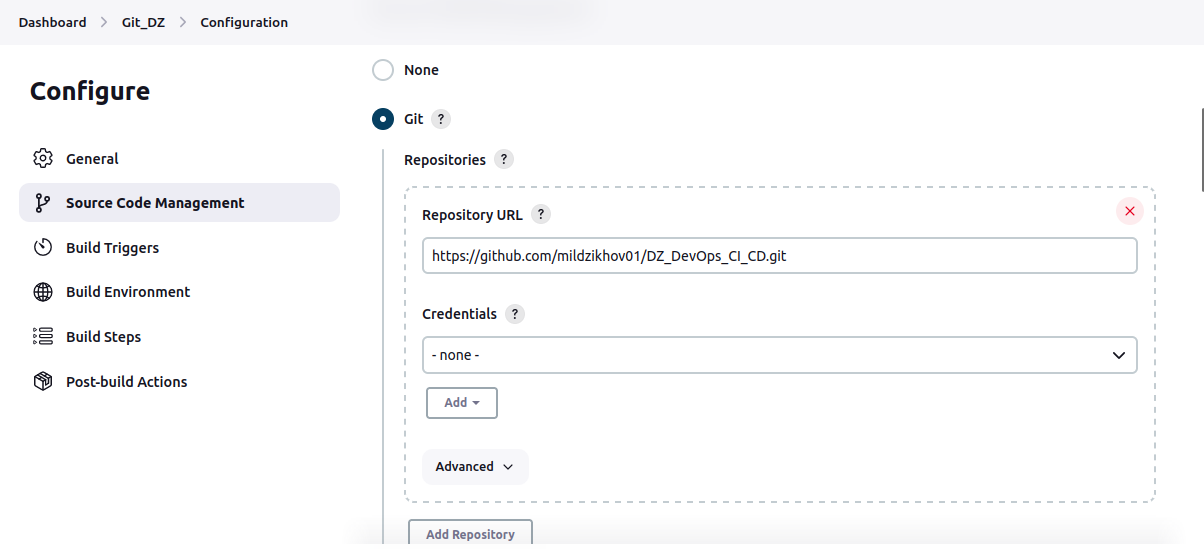 Dashboard > Git_DZ > Configuration
Configure
General
Source Code Management
Build Triggers
Build Environment
Build Steps
Post-build Actions
None
Git ?
Repositories ?
Repository URL ?
https://github.com/mildzikhov01/DZ_DevOps_CI_CD.git
Credentials ?
- none -
Add
Advanced
Add Repository